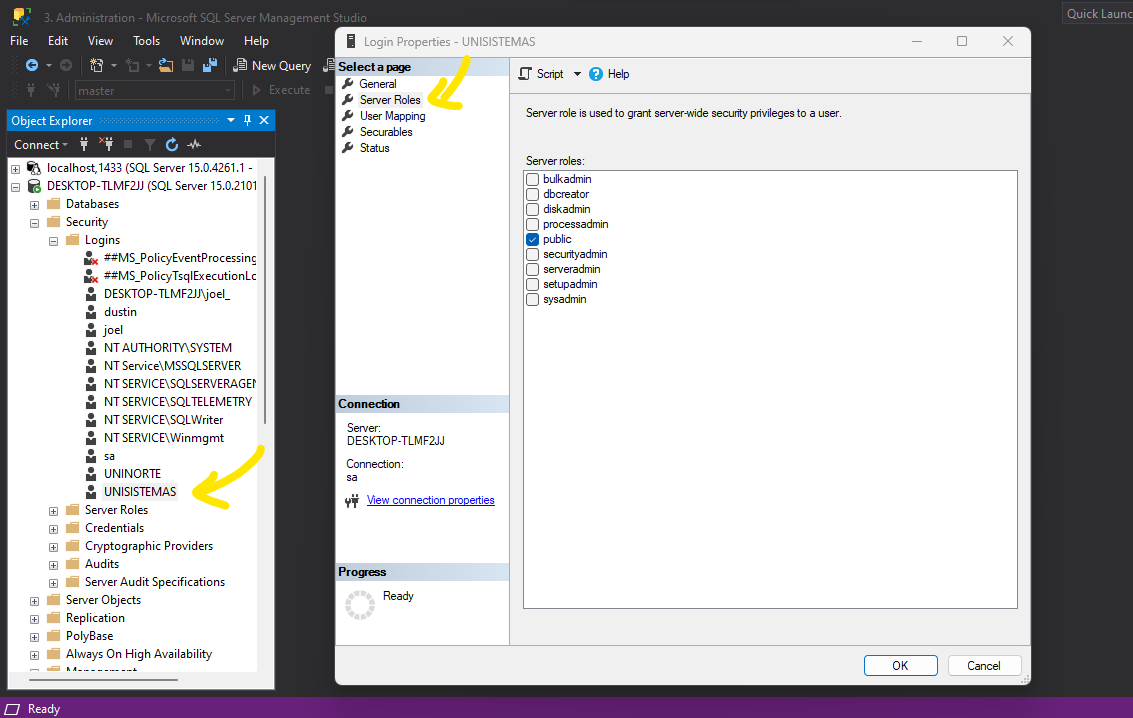 3. Administration - Microsoft SQL Server Management Studio
Quick Launc
File Edit View Tools Window Help
New Query
master
Execute
Object Explorer
Connect
localhost,1433 (SQL Server 15.0.4261.1 -
DESKTOP-TLMF2JJ (SQL Server 15.0.2101
Databases
Security
Logins
##MS_PolicyEventProcessing
##MS_PolicyTsqlExecutionLo
DESKTOP-TLMF2JJ\joel_
dustin
joel
NT AUTHORITY\SYSTEM
NT Service\MSSQLSERVER
NT SERVICE\SQLSERVERAGEN
NT SERVICE\SQLTELEMETRY
NT SERVICE\SQLWriter
NT SERVICE\Winmgmt
sa
UNINORTE
UNISISTEMAS
Server Roles
Credentials
Cryptographic Providers
Audits
Server Audit Specifications
Server Objects
Replication
PolyBase
Always On High Availability
Management
Login Properties - UNISISTEMAS
Select a page
General
Server Roles
User Mapping
Securables
Status
Connection
Server:
DESKTOP-TLMF2JJ
Connection:
sa
View connection properties
Progress
Ready
Script Help
Server role is used to grant server-wide security privileges to a user.
Server roles:
bulkadmin
dbcreator
diskadmin
processadmin
public
securityadmin
serveradmin
setupadmin
sysadmin
OK Cancel
Ready